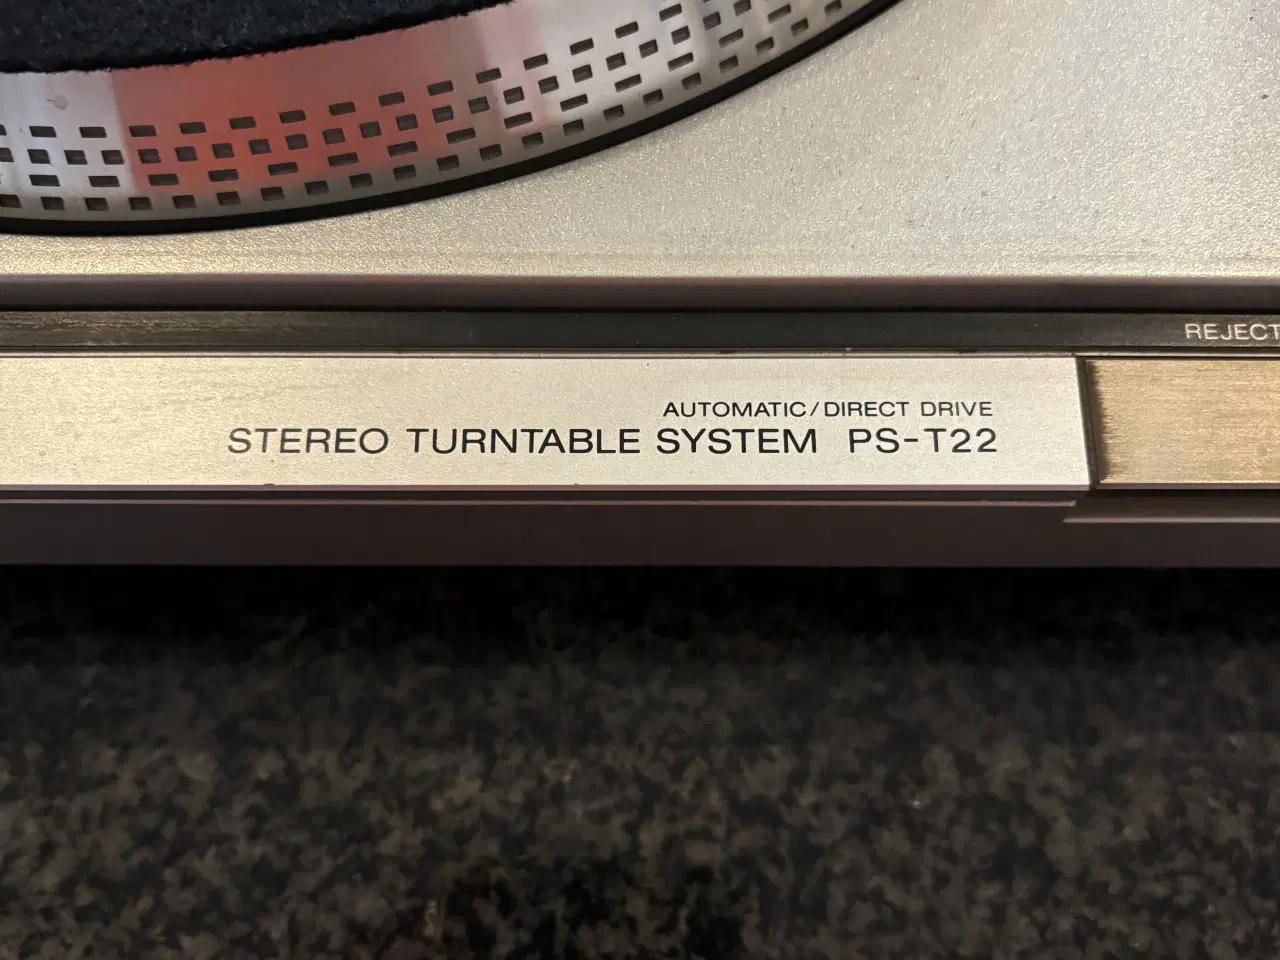 REJECT
AUTOMATIC/DIRECT DRIVE
STEREO TURNTABLE SYSTEM PS-T22